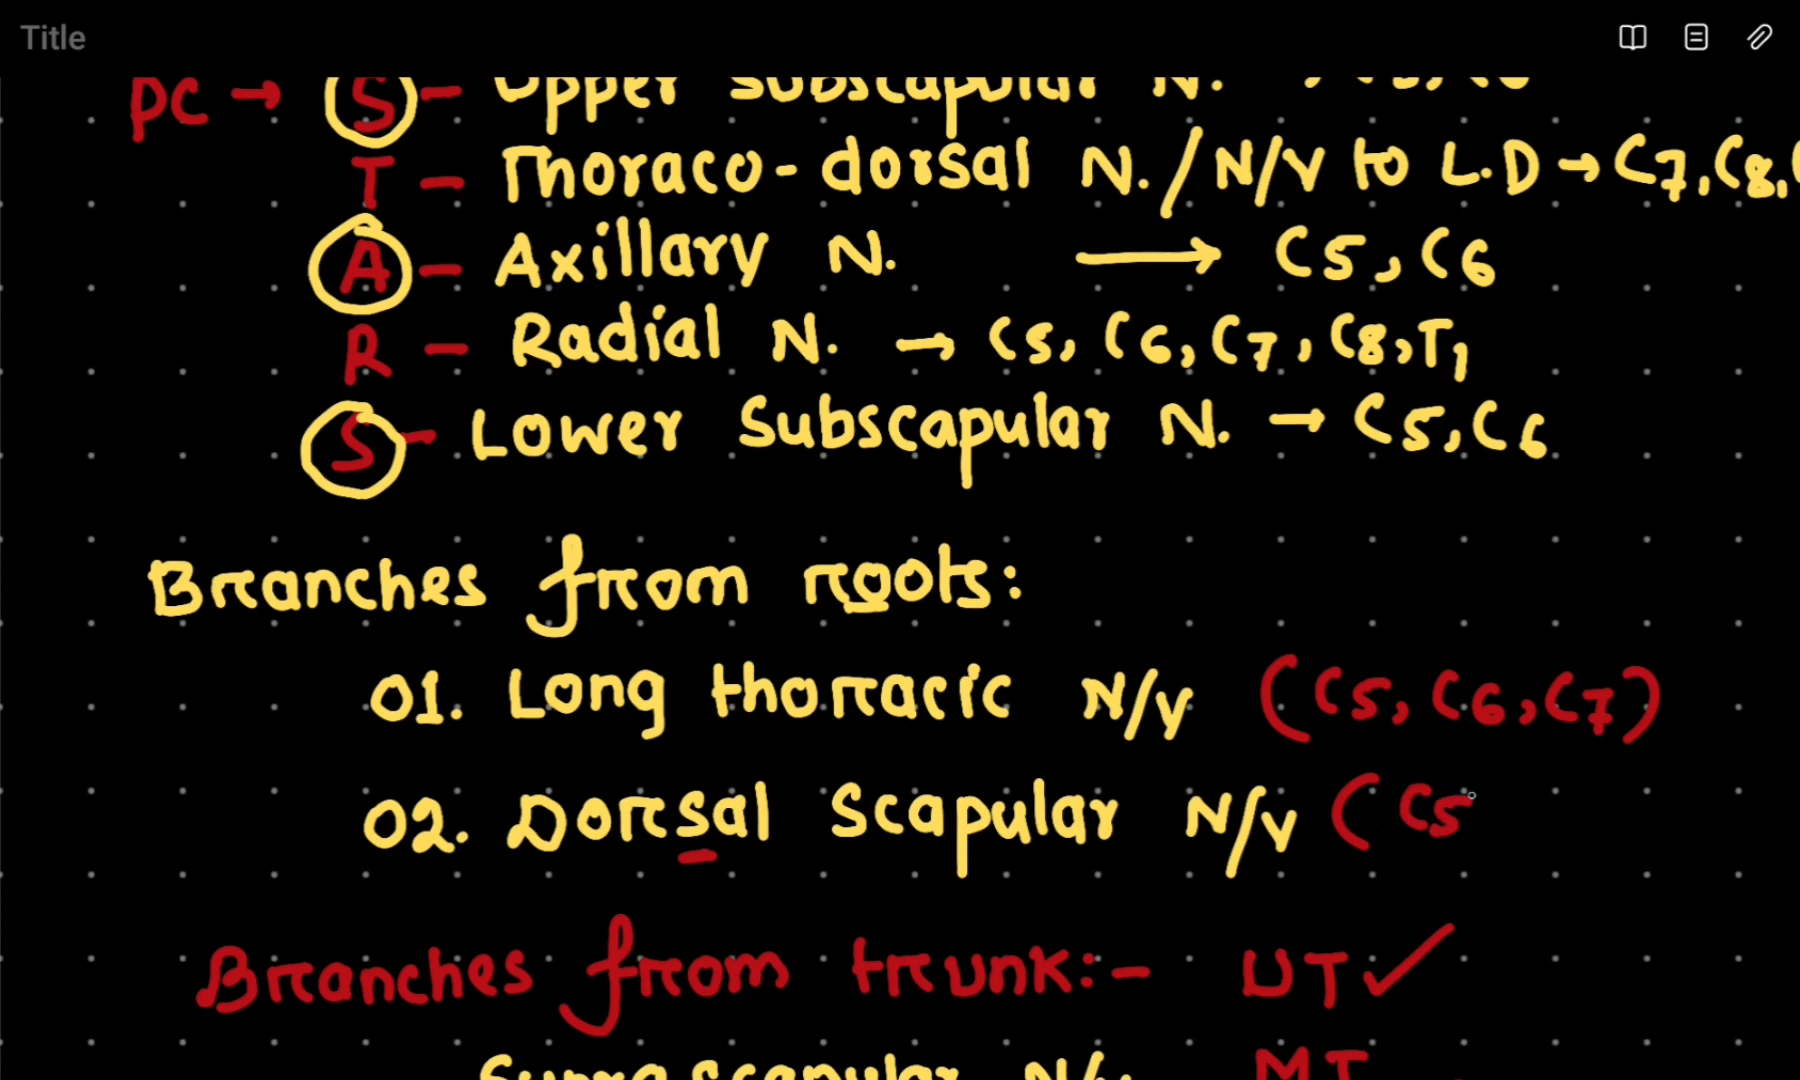 Title
PC → S - Upper Subscapular N.
T - Thoraco-dorsal N./N/V to L.D → C7, C8,
A - Axillary N. → C5, C6
R - Radial N. → C5, C6, C7, C8, T1
S - Lower Subscapular N. → C5, C6
Branches from roots:
01. Long thoracic N/V (C5, C6, C7)
02. Dorsal Scapular N/V (C5
Branches from trunk:- UT ✓
Suprascapular N/ MT